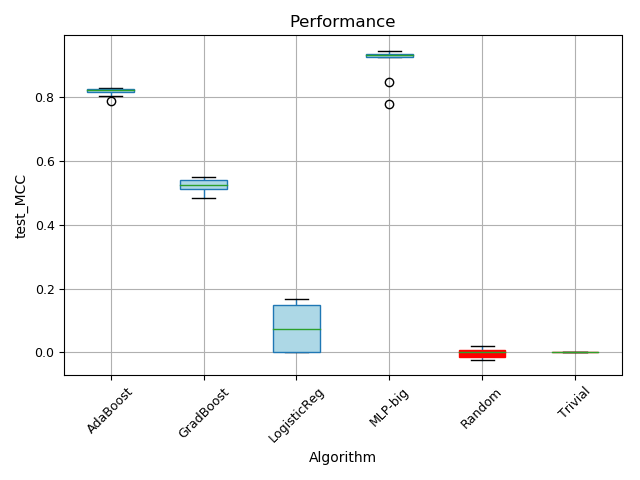 Performance
test_MCC
0.8
0.6
0.4
0.2
0.0
AdaBoost
GradBoost
LogisticReg
MLP-big
Random
Trivial
Algorithm